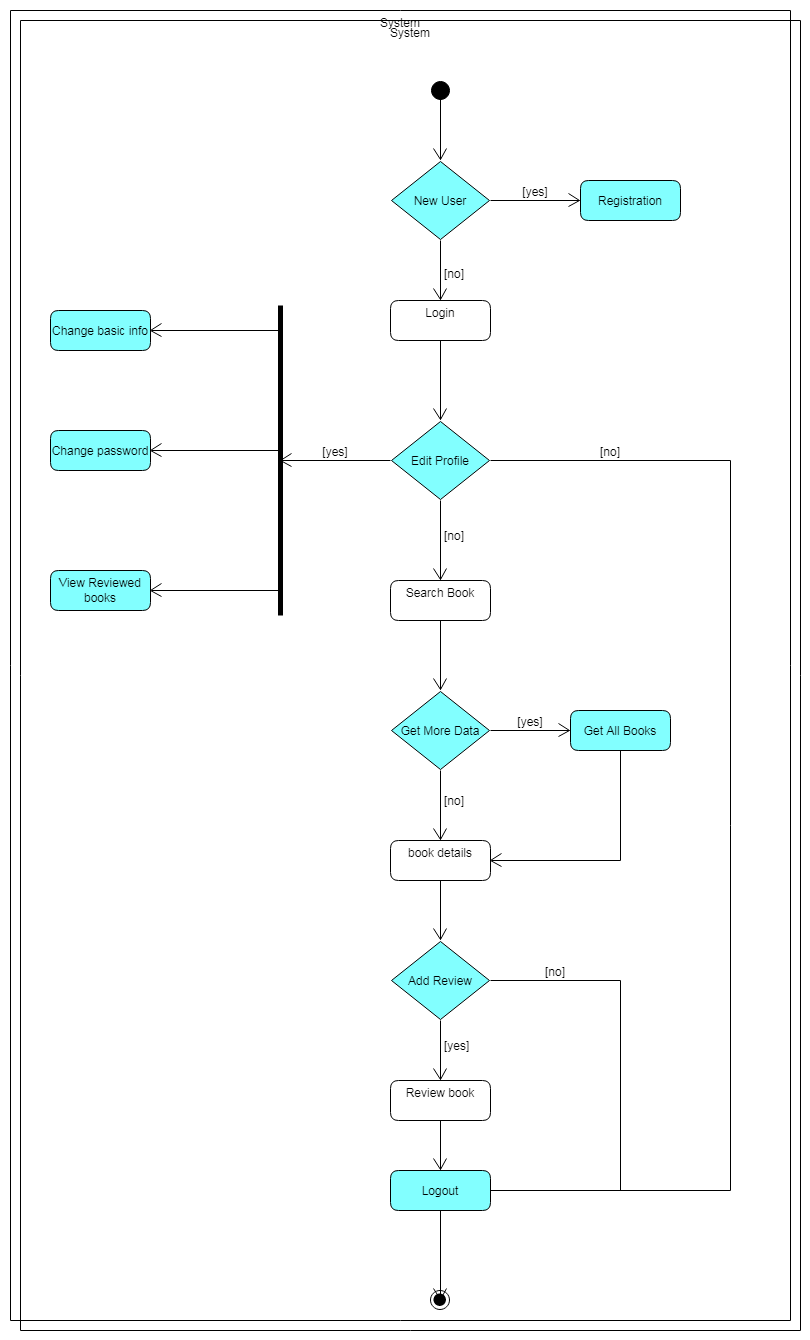 System
System
New User
[yes]
Registration
[no]
Login
Change basic info
Change password
[yes]
Edit Profile
[no]
[no]
Search Book
View Reviewed
books
Get More Data
[yes]
Get All Books
[no]
book details
Add Review
[no]
[yes]
Review book
Logout